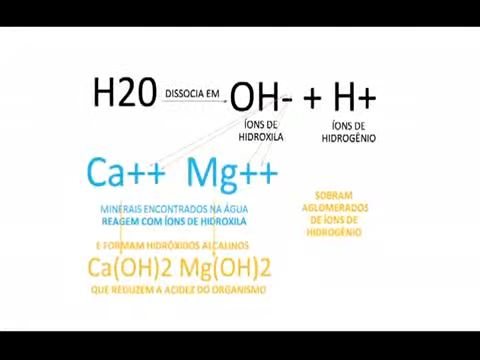 H20 DISSOCIA EM OH- + H+
ÍONS DE
HIDROXILA
ÍONS DE
HIDROGÊNIO
Ca++ Mg++
MINERAIS ENCONTRADOS NA ÁGUA
REAGEM COM ÍONS DE HIDROXILA
SOBRAM
AGLOMERADOS
DE ÍONS DE
HIDROGÊNIO
E FORMAM HIDRÓXIDOS ALCALINOS
Ca(OH)2 Mg(OH)2
QUE REDUZEM A ACIDEZ DO ORGANISMO